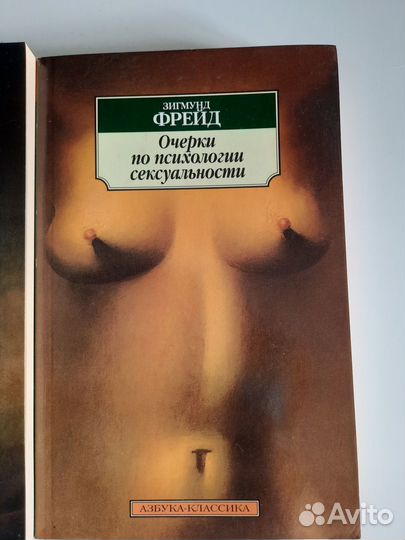 ЗИГМУНД
ФРЕЙД
Очерки
по психологии
сексуальности
АЗБУКА-КЛАССИКА
Avito